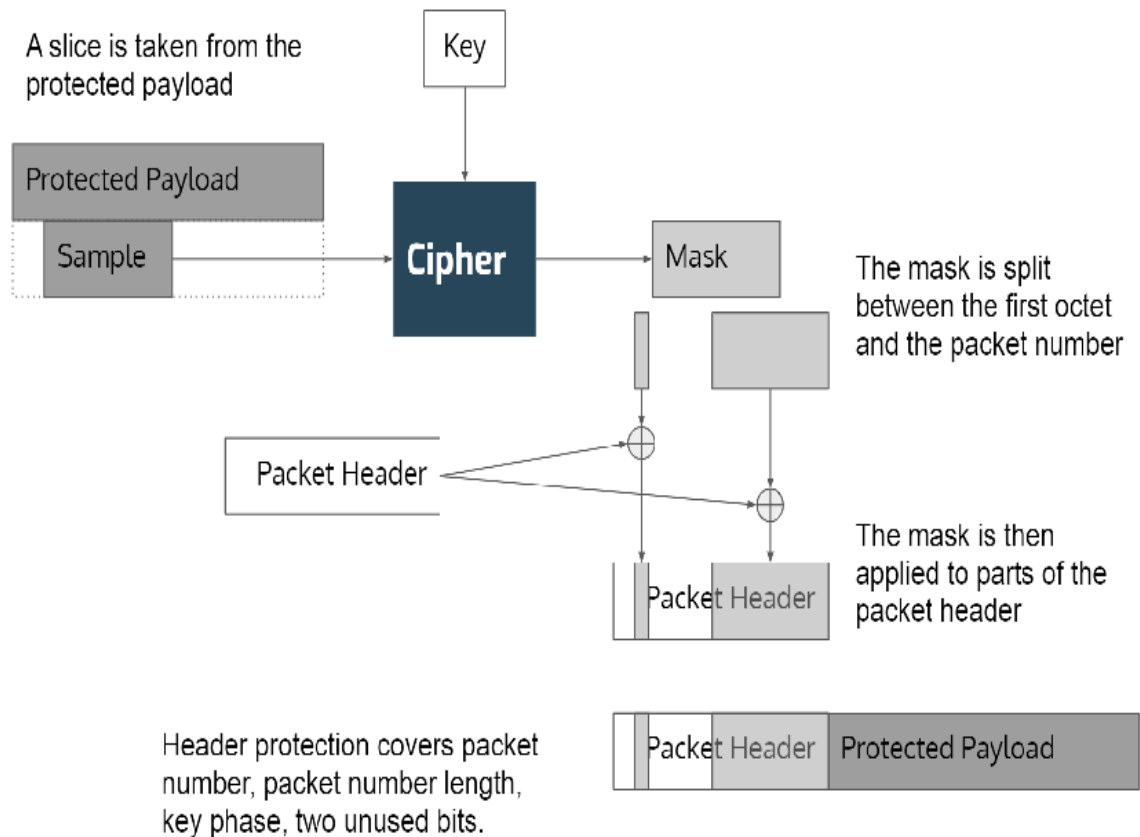 A slice is taken from the
protected payload
Key
Protected Payload
Sample
Cipher
Mask
The mask is split
between the first octet
and the packet number
Packet Header
The mask is then
applied to parts of the
packet header
Packet Header
Packet Header
Protected Payload
Header protection covers packet
number, packet number length,
key phase, two unused bits.